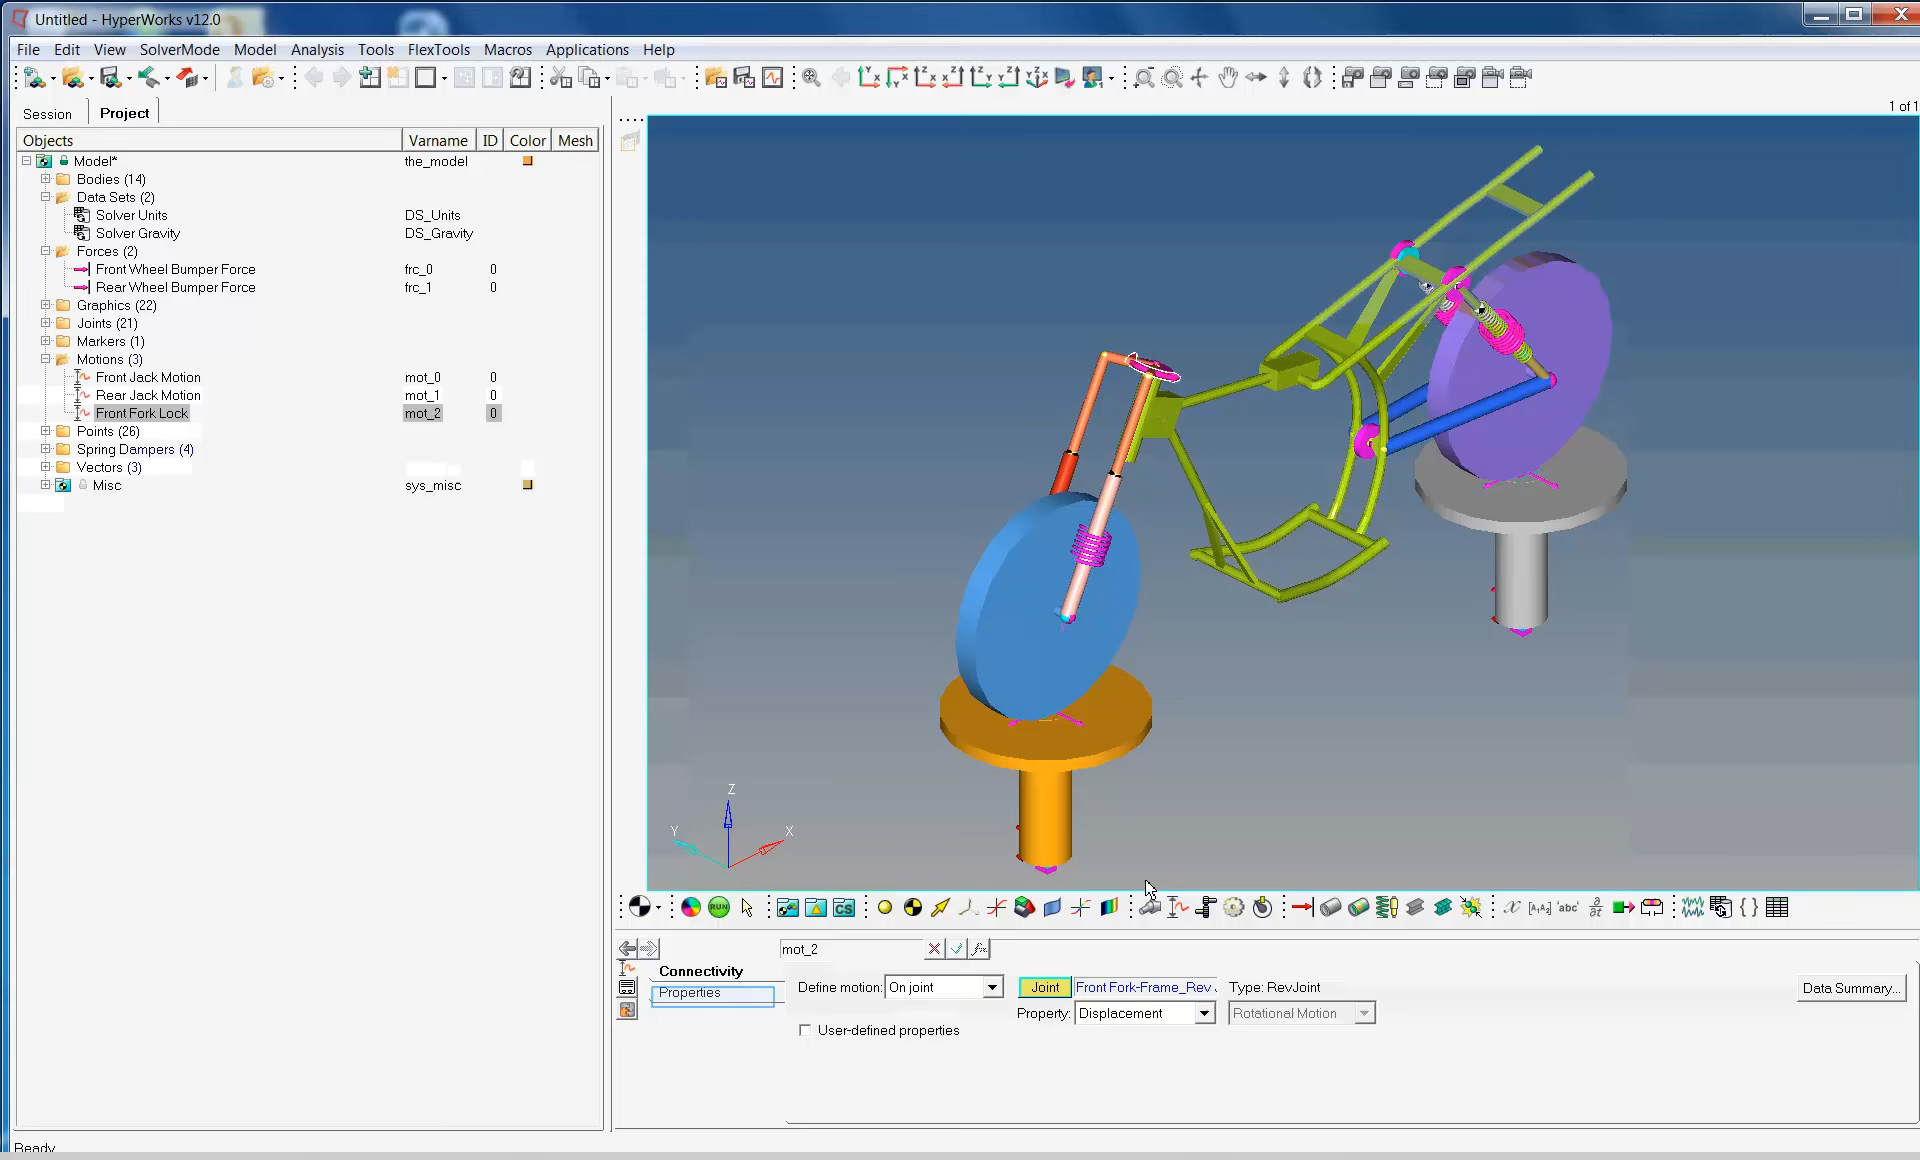 Untitled - HyperWorks v12.0
File Edit View SolverMode Model Analysis Tools FlexTools Macros Applications Help
Session Project
1 of 1
Objects Varname ID Color Mesh
Model* the_model
Bodies (14)
Data Sets (2)
Solver Units DS_Units
Solver Gravity DS_Gravity
Forces (2)
Front Wheel Bumper Force frc_0 0
Rear Wheel Bumper Force frc_1 0
Graphics (22)
Joints (21)
Markers (1)
Motions (3)
Front Jack Motion mot_0 0
Rear Jack Motion mot_1 0
Front Fork Lock mot_2 0
Points (26)
Spring Dampers (4)
Vectors (3)
Misc sys_misc
Z
Y X
RUN CS
mot_2
Connectivity
Properties
Define motion: On joint Joint Front Fork-Frame_Rev Type: RevJoint Data Summary...
Property: Displacement Rotational Motion
User-defined properties
Ready